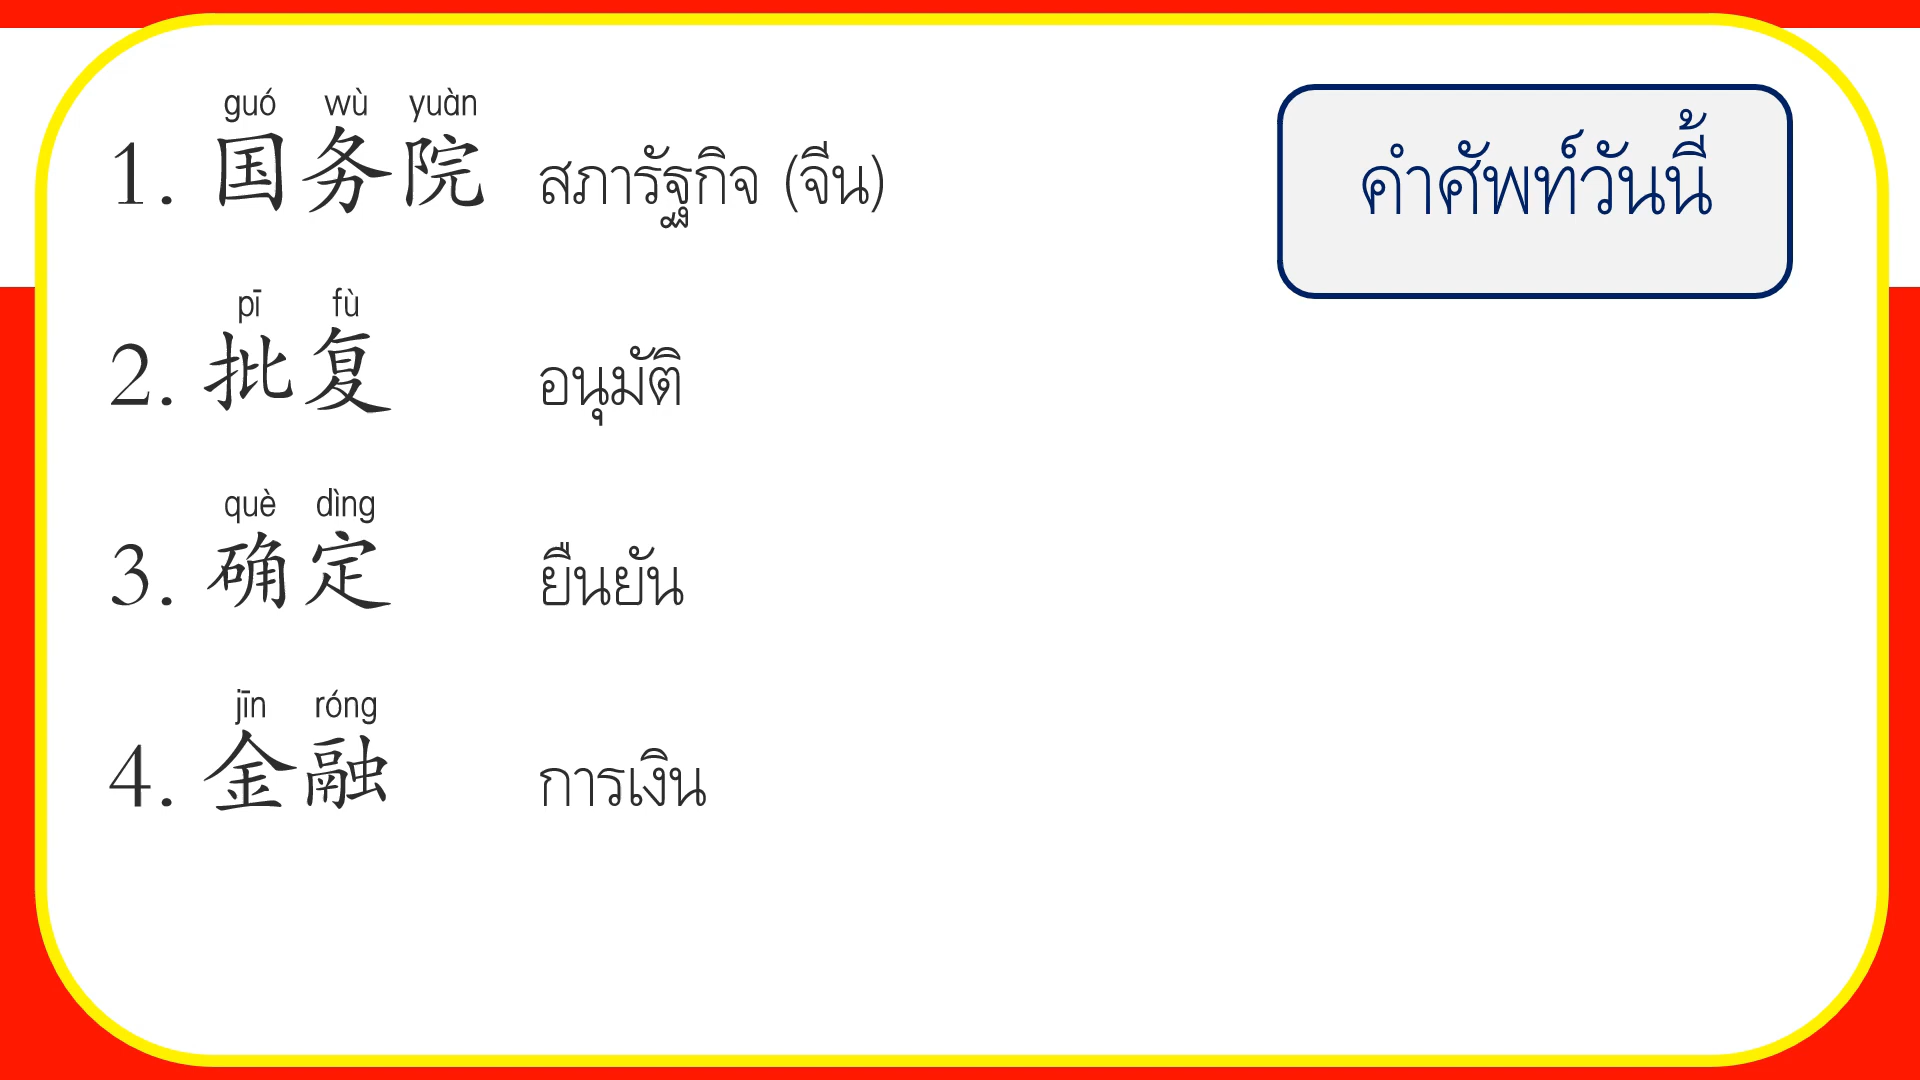 คำศัพท์วันนี้
guó wù yuàn
1. 国务院 สภารัฐกิจ (จีน)
pī fù
2. 批复 อนุมัติ
què dìng
3. 确定 ยืนยัน
jīn róng
4. 金融 การเงิน